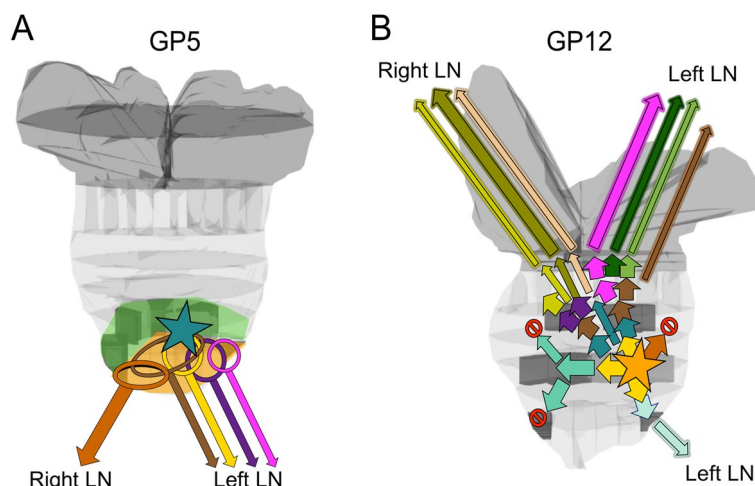 A
GP5
Right LN
Left LN
B
GP12
Right LN
Left LN
Left LN